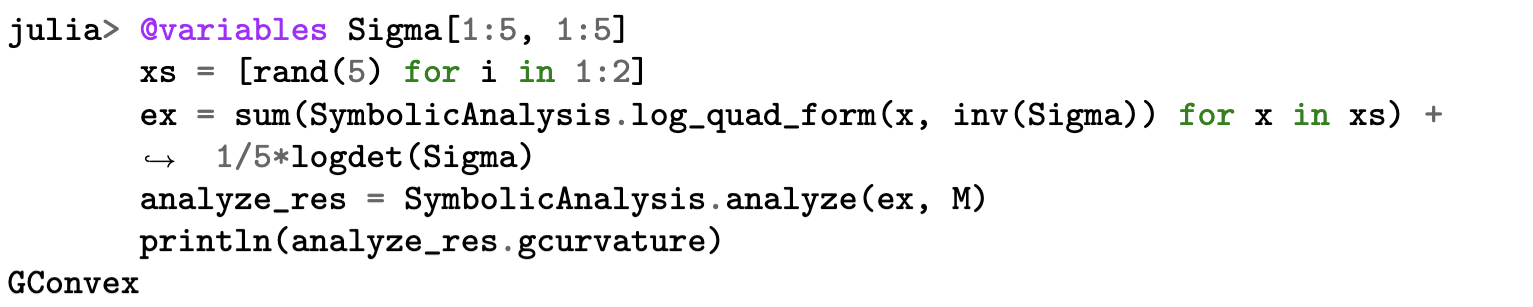 julia> @variables Sigma[1:5, 1:5]
       xs = [rand(5) for i in 1:2]
       ex = sum(SymbolicAnalysis.log_quad_form(x, inv(Sigma)) for x in xs) +
       ↪  1/5*logdet(Sigma)
       analyze_res = SymbolicAnalysis.analyze(ex, M)
       println(analyze_res.gcurvature)
GConvex